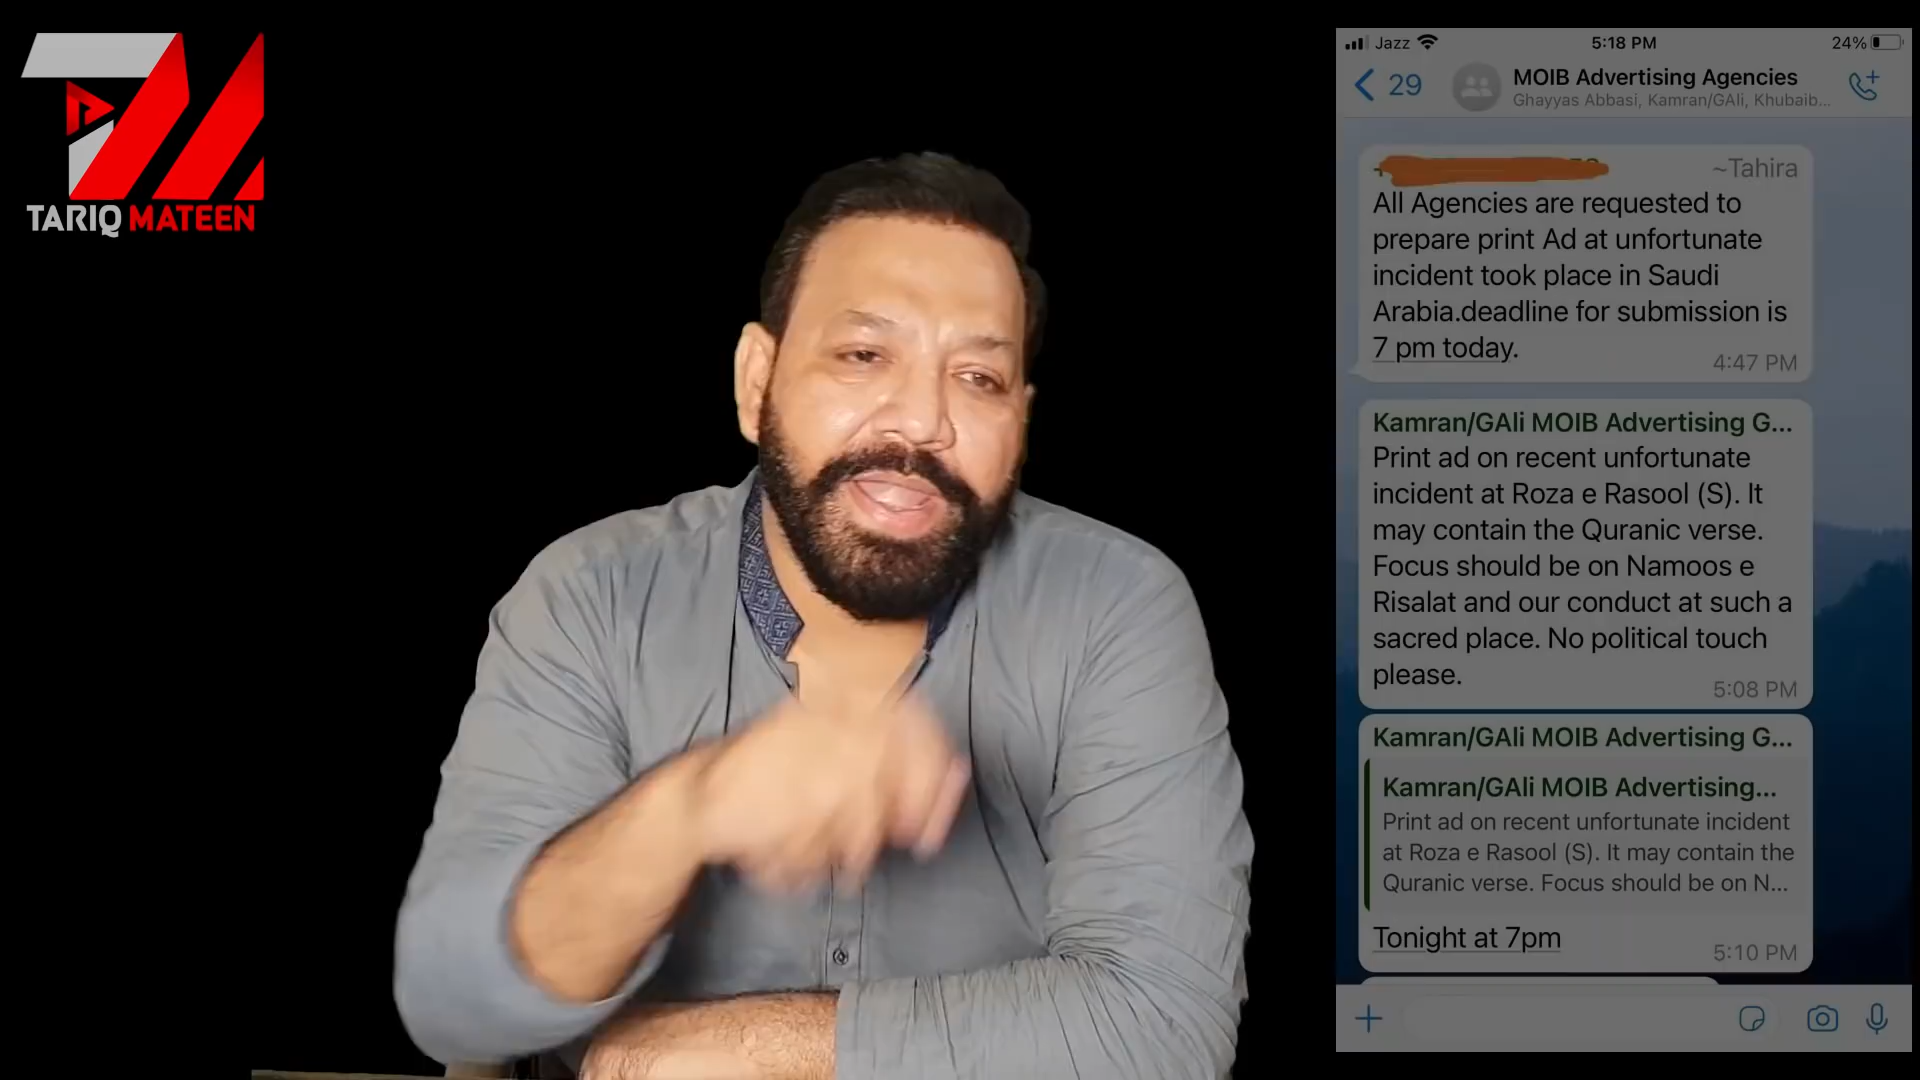 TARIQ MATEEN
Jazz
5:18 PM
24%
29
MOIB Advertising Agencies
Ghayyas Abbasi, Kamran/GAli, Khubaib...
~Tahira
All Agencies are requested to
prepare print Ad at unfortunate
incident took place in Saudi
Arabia.deadline for submission is
7 pm today.
4:47 PM
Kamran/GAli MOIB Advertising G...
Print ad on recent unfortunate
incident at Roza e Rasool (S). It
may contain the Quranic verse.
Focus should be on Namoos e
Risalat and our conduct at such a
sacred place. No political touch
please.
5:08 PM
Kamran/GAli MOIB Advertising G...
Kamran/GAli MOIB Advertising...
Print ad on recent unfortunate incident
at Roza e Rasool (S). It may contain the
Quranic verse. Focus should be on N...
Tonight at 7pm
5:10 PM